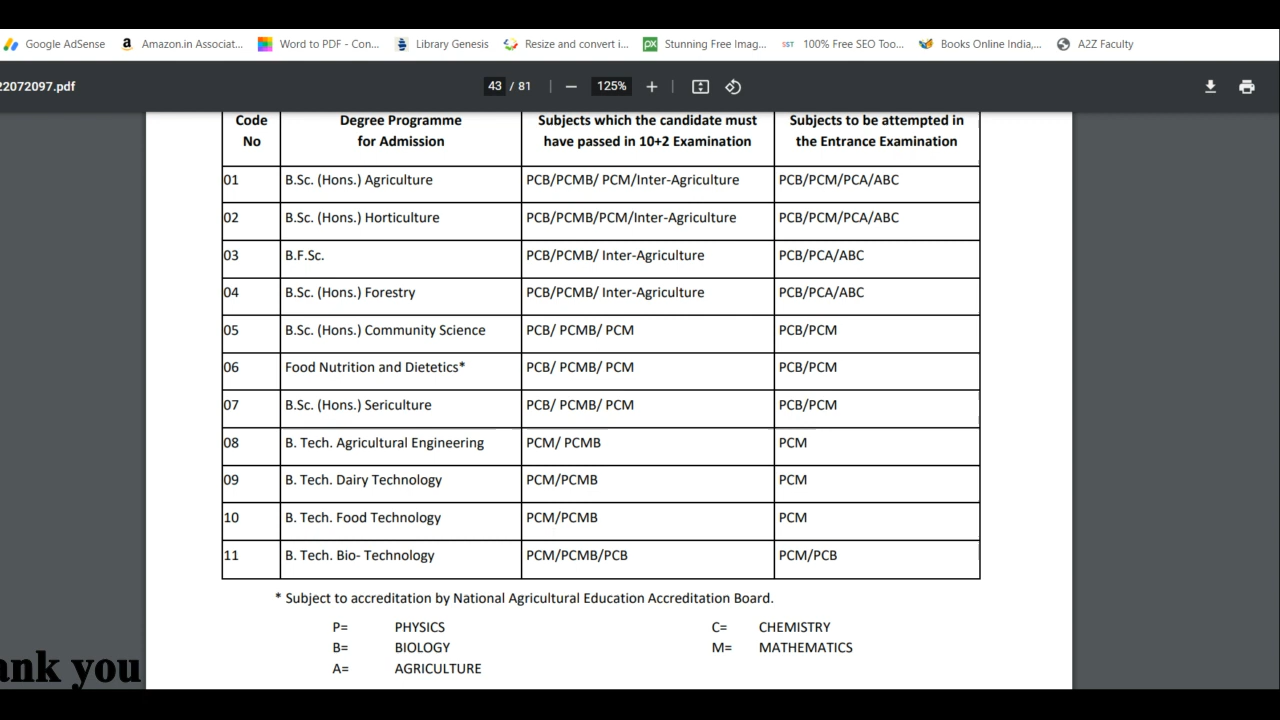 Google AdSense Amazon.in Associat... Word to PDF - Con... Library Genesis Resize and convert i... Stunning Free Imag... SST 100% Free SEO Too... Books Online India,... A2Z Faculty
22072097.pdf 43 / 81 125%
Code No Degree Programme for Admission Subjects which the candidate must have passed in 10+2 Examination Subjects to be attempted in the Entrance Examination
01 B.Sc. (Hons.) Agriculture PCB/PCMB/ PCM/Inter-Agriculture PCB/PCM/PCA/ABC
02 B.Sc. (Hons.) Horticulture PCB/PCMB/PCM/Inter-Agriculture PCB/PCM/PCA/ABC
03 B.F.Sc. PCB/PCMB/ Inter-Agriculture PCB/PCA/ABC
04 B.Sc. (Hons.) Forestry PCB/PCMB/ Inter-Agriculture PCB/PCA/ABC
05 B.Sc. (Hons.) Community Science PCB/ PCMB/ PCM PCB/PCM
06 Food Nutrition and Dietetics* PCB/ PCMB/ PCM PCB/PCM
07 B.Sc. (Hons.) Sericulture PCB/ PCMB/ PCM PCB/PCM
08 B. Tech. Agricultural Engineering PCM/ PCMB PCM
09 B. Tech. Dairy Technology PCM/PCMB PCM
10 B. Tech. Food Technology PCM/PCMB PCM
11 B. Tech. Bio- Technology PCM/PCMB/PCB PCM/PCB
* Subject to accreditation by National Agricultural Education Accreditation Board.
P= PHYSICS C= CHEMISTRY
B= BIOLOGY M= MATHEMATICS
A= AGRICULTURE
ank you